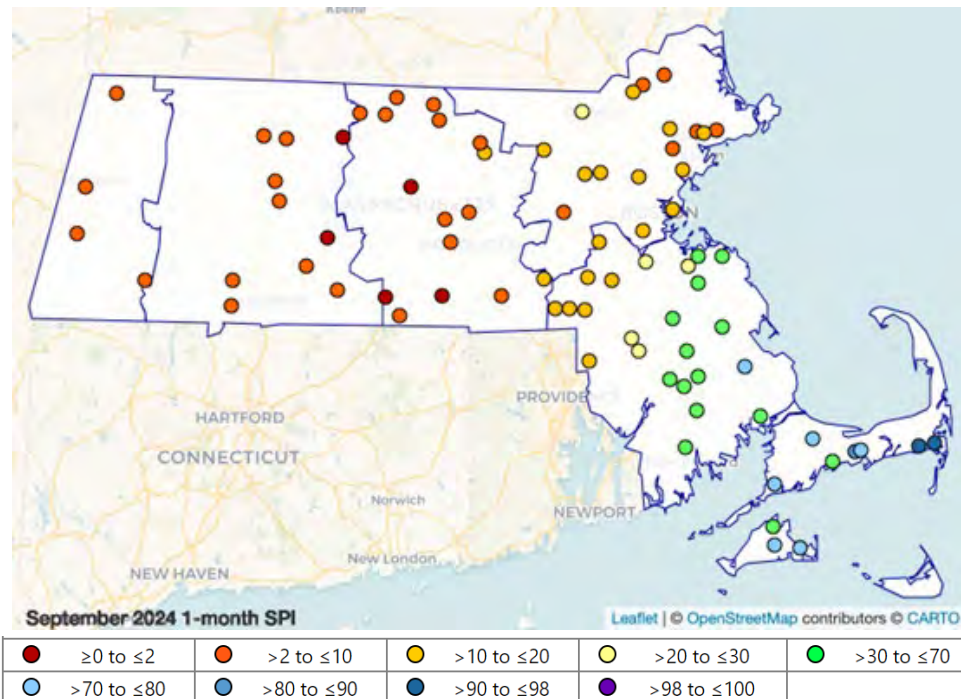 Keene
HARTFORD
PROVIDE
CONNECTICUT
Norwich
NEWPORT
New London
NEW HAVEN
September 2024 1-month SPI
Leaflet | © OpenStreetMap contributors © CARTO
≥0 to ≤2 >2 to ≤10 >10 to ≤20 >20 to ≤30 >30 to ≤70
>70 to ≤80 >80 to ≤90 >90 to ≤98 >98 to ≤100